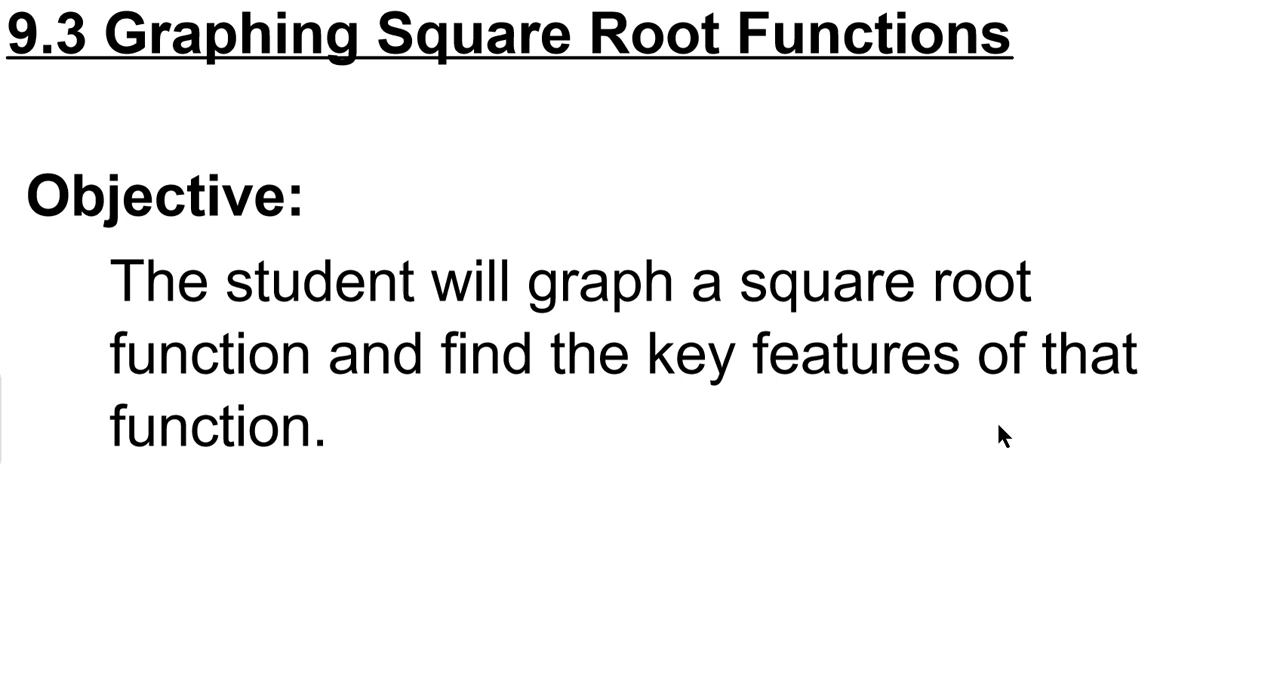 9.3 Graphing Square Root Functions
Objective:
The student will graph a square root
function and find the key features of that
function.